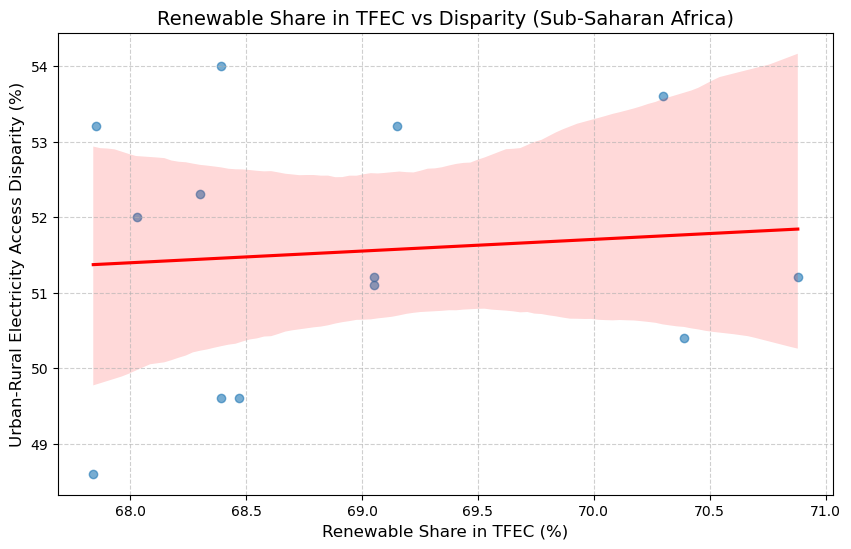 Renewable Share in TFEC vs Disparity (Sub-Saharan Africa)
Urban-Rural Electricity Access Disparity (%)
54
53
52
51
50
49
68.0 68.5 69.0 69.5 70.0 70.5 71.0
Renewable Share in TFEC (%)